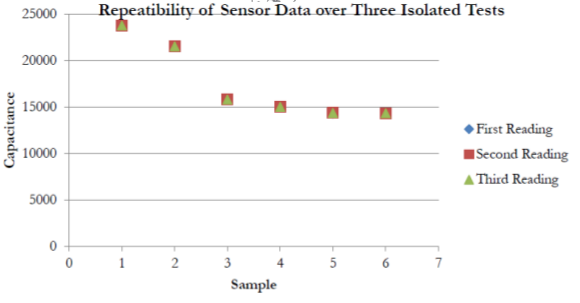 Repeatibility of Sensor Data over Three Isolated Tests
25000
20000
15000
10000
5000
0
Capacitance
0 1 2 3 4 5 6 7
Sample
First Reading
Second Reading
Third Reading